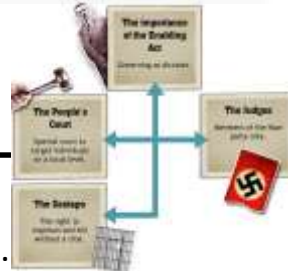 The importance
of the Enabling
Act
Governing as dictator.
The People's
Court
Special court to
target individuals
on a local level.
The Judges
Members of the Nazi
party only.
The Gestapo
The right to
imprison and kill
without a trial.